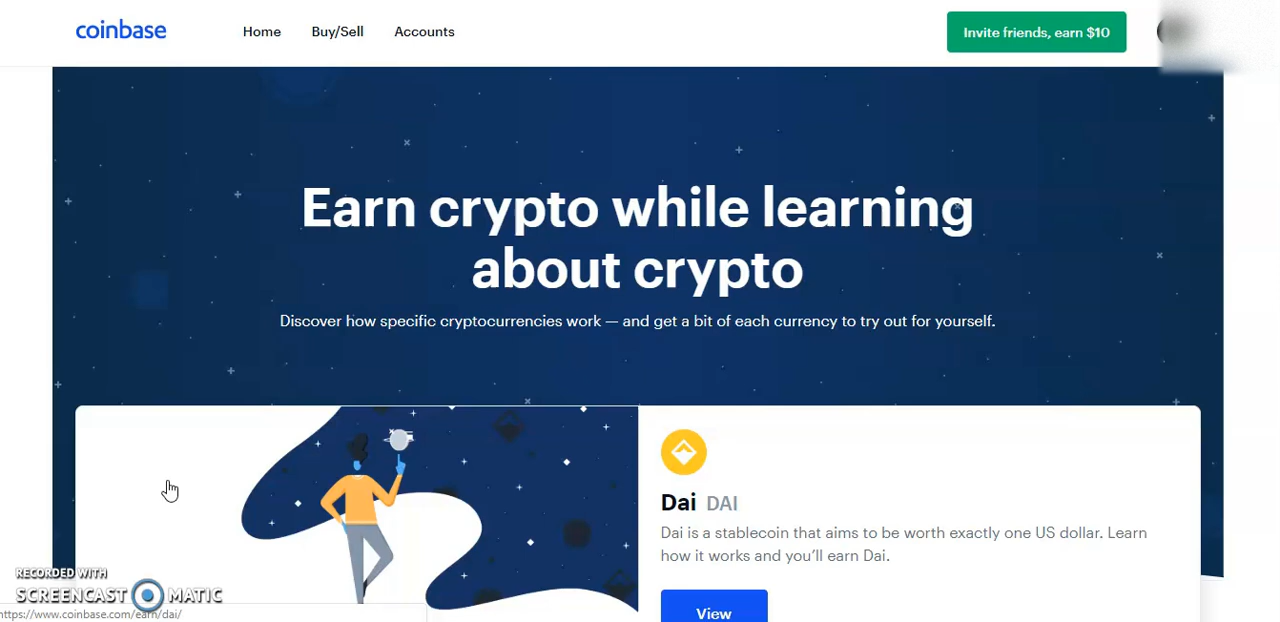 coinbase
Home Buy/Sell Accounts Invite friends, earn $10
Earn crypto while learning
about crypto
Discover how specific cryptocurrencies work — and get a bit of each currency to try out for yourself.
Dai DAI
Dai is a stablecoin that aims to be worth exactly one US dollar. Learn
how it works and you’ll earn Dai.
View
RECORDED WITH
SCREENCAST MATIC
https://www.coinbase.com/earn/dai/